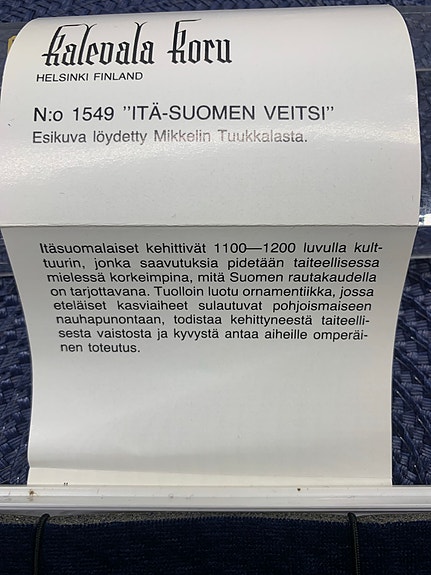 Kalevala Koru
HELSINKI FINLAND
N:o 1549 "ITÄ-SUOMEN VEITSI"
Esikuva löydetty Mikkelin Tuukkalasta.
Itäsuomalaiset kehittivät 1100—1200 luvulla kult-
tuurin, jonka saavutuksia pidetään taiteellisessa
mielessä korkeimpina, mitä Suomen rautakaudella
on tarjottavana. Tuolloin luotu ornamentiikka, jossa
eteläiset kasviaiheet sulautuvat pohjoismaiseen
nauhapunontaan, todistaa kehittyneestä taiteelli-
sesta vaistosta ja kyvystä antaa aiheille omperäi-
nen toteutus.